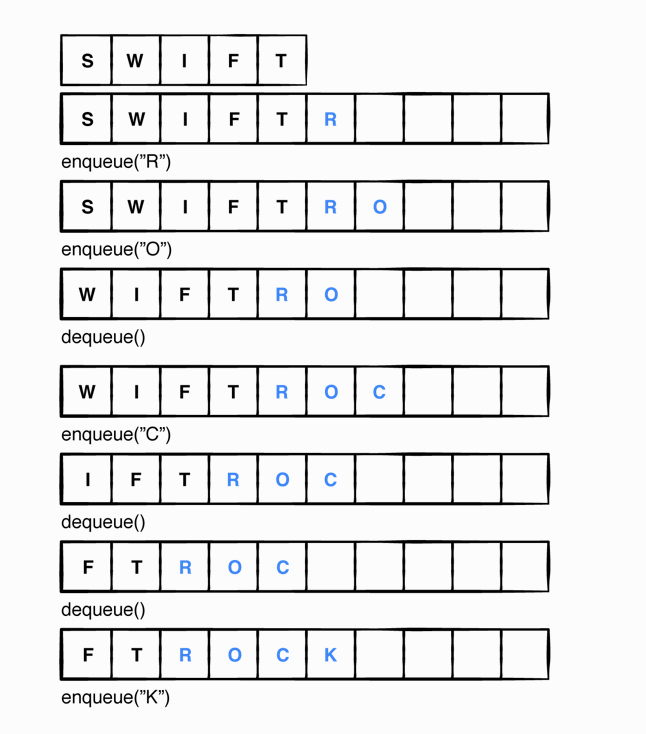 S W I F T
S W I F T R
enqueue(”R”)
S W I F T R O
enqueue(”O”)
W I F T R O
dequeue()
W I F T R O C
enqueue(”C”)
I F T R O C
dequeue()
F T R O C
dequeue()
F T R O C K
enqueue(”K”)